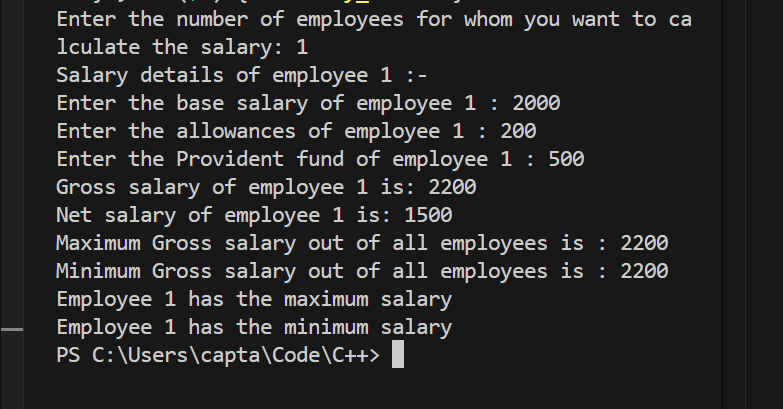 Enter the number of employees for whom you want to ca
lculate the salary: 1
Salary details of employee 1 :-
Enter the base salary of employee 1 : 2000
Enter the allowances of employee 1 : 200
Enter the Provident fund of employee 1 : 500
Gross salary of employee 1 is: 2200
Net salary of employee 1 is: 1500
Maximum Gross salary out of all employees is : 2200
Minimum Gross salary out of all employees is : 2200
Employee 1 has the maximum salary
Employee 1 has the minimum salary
PS C:\Users\capta\Code\C++>